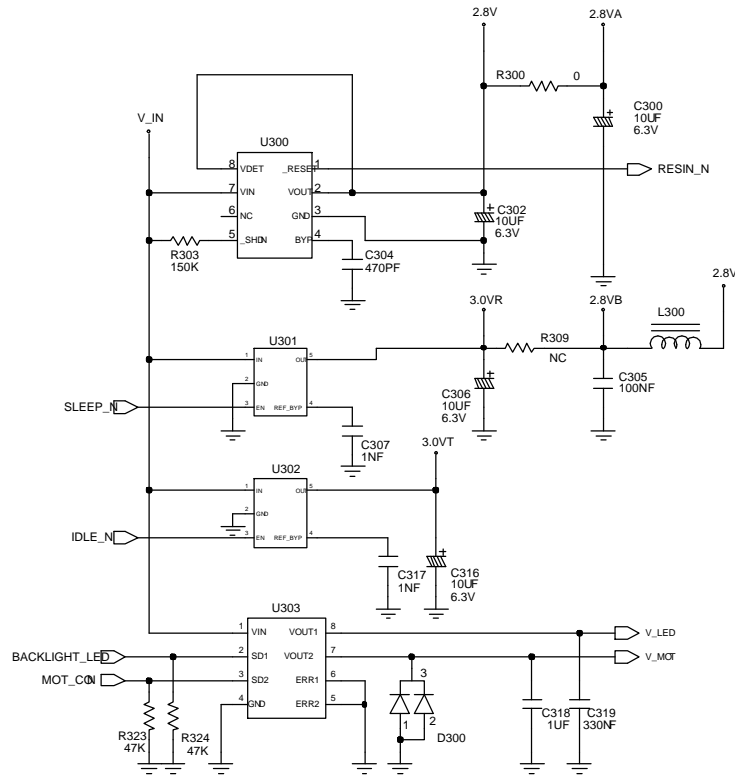 2.8V
2.8VA
R300 0
C300
10UF
6.3V
V_IN
U300
8 VDET _RESET 1
RESIN_N
7 VIN VOUT 2
6 NC GND 3
5 _SHDN BYP 4
C302
10UF
6.3V
R303
150K
C304
470PF
3.0VR
2.8VB
2.8V
L300
R309
NC
U301
1 IN OUT 5
2 GND
3 EN REF_BYP 4
SLEEP_N
C306
10UF
6.3V
C305
100NF
C307
1NF
3.0VT
U302
1 IN OUT 5
2 GND
3 EN REF_BYP 4
IDLE_N
C317
1NF
C316
10UF
6.3V
U303
1 VIN VOUT1 8
V_LED
BACKLIGHT_LED
2 SD1 VOUT2 7
V_MOT
MOT_CON
3 SD2 ERR1 6
4 GND ERR2 5
3
1 2
D300
R323
47K
R324
47K
C318
1UF
C319
330NF